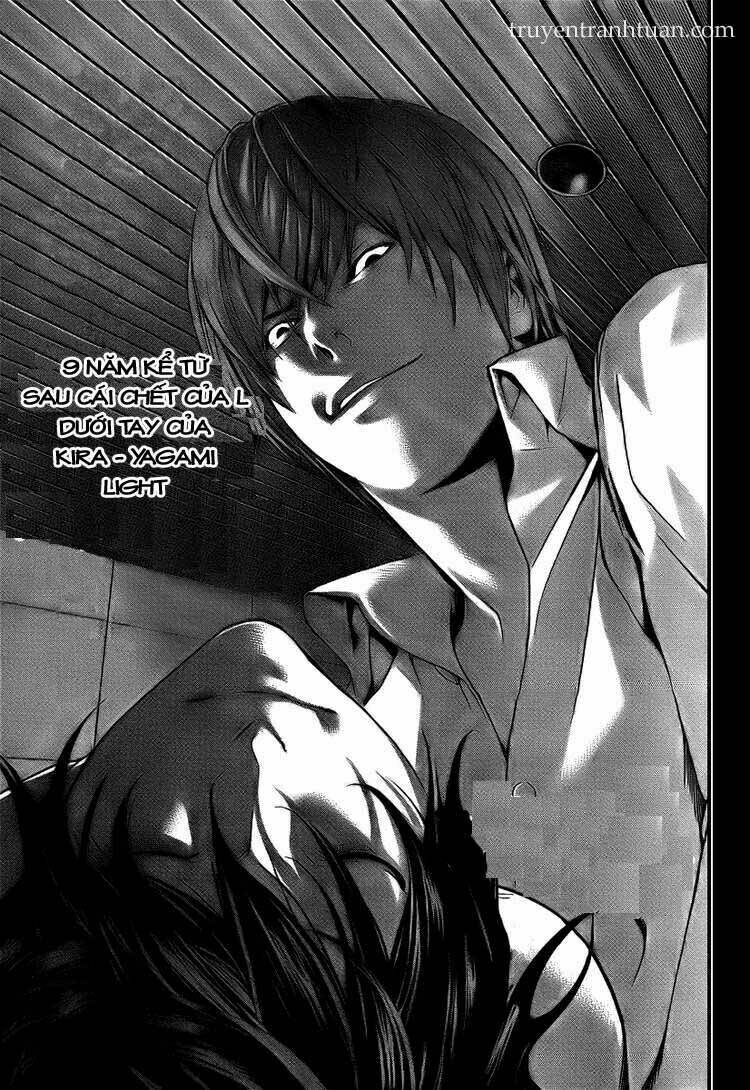 truyentranhtuan.com
9 NĂM KỂ TỪ
SAU CÁI CHẾT CỦA L
DƯỚI TAY CỦA
KIRA - YAGAMI
LIGHT